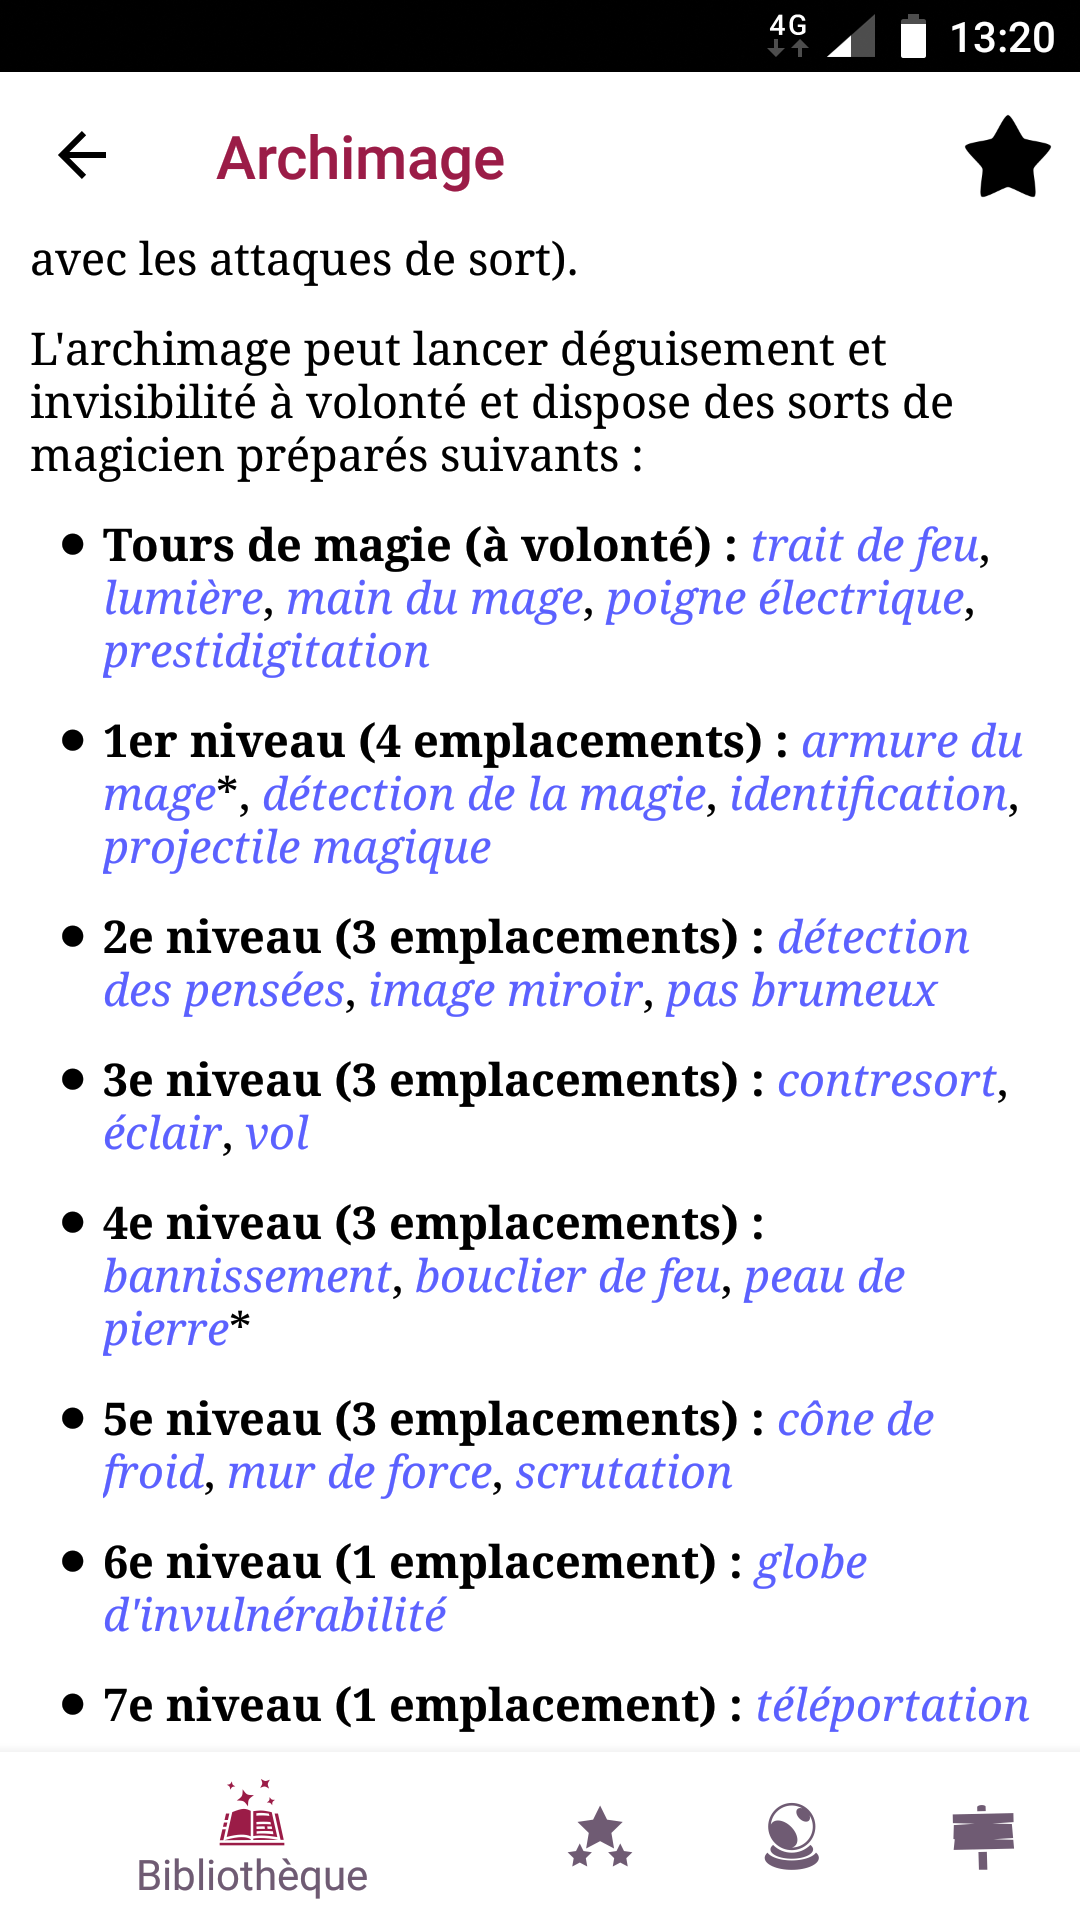 4G 13:20
Archimage
avec les attaques de sort).
L'archimage peut lancer déguisement et
invisibilité à volonté et dispose des sorts de
magicien préparés suivants :
• Tours de magie (à volonté) : trait de feu,
lumière, main du mage, poigne électrique,
prestidigitation
• 1er niveau (4 emplacements) : armure du
mage*, détection de la magie, identification,
projectile magique
• 2e niveau (3 emplacements) : détection
des pensées, image miroir, pas brumeux
• 3e niveau (3 emplacements) : contresort,
éclair, vol
• 4e niveau (3 emplacements) :
bannissement, bouclier de feu, peau de
pierre*
• 5e niveau (3 emplacements) : cône de
froid, mur de force, scrutation
• 6e niveau (1 emplacement) : globe
d'invulnérabilité
• 7e niveau (1 emplacement) : téléportation
Bibliothèque